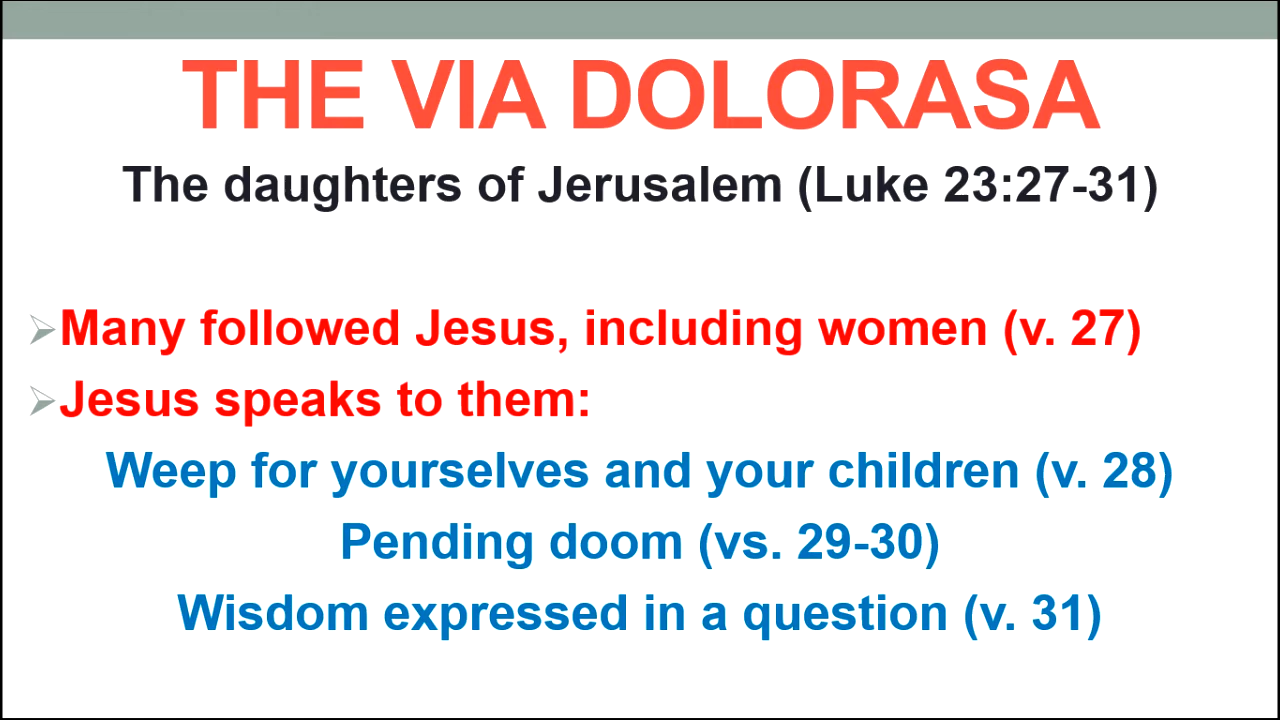 THE VIA DOLORASA
The daughters of Jerusalem (Luke 23:27-31)
Many followed Jesus, including women (v. 27)
Jesus speaks to them:
Weep for yourselves and your children (v. 28)
Pending doom (vs. 29-30)
Wisdom expressed in a question (v. 31)